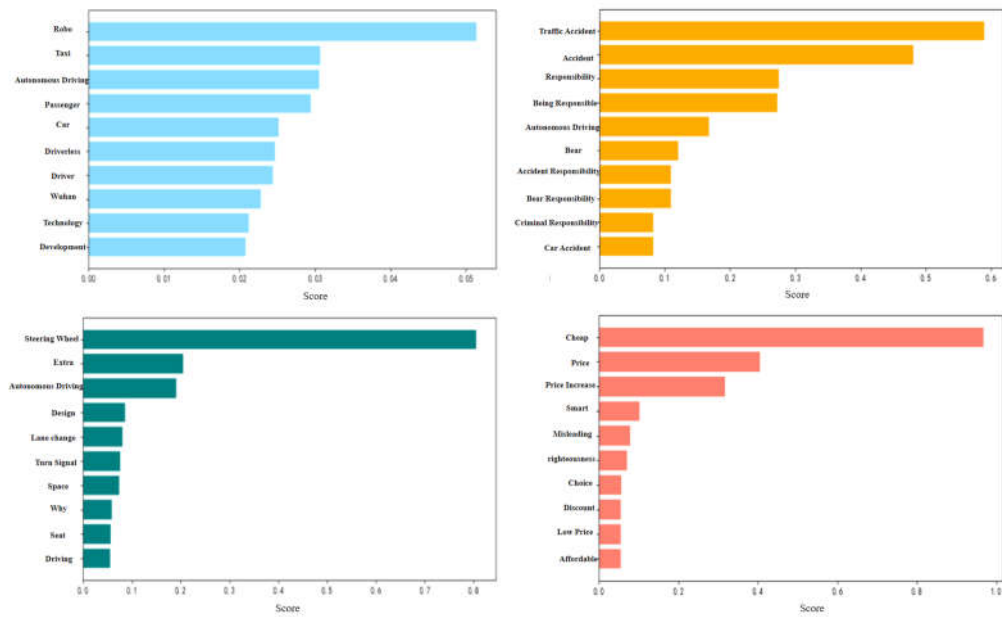 Robo
Taxi
Autonomous Driving
Passenger
Car
Driverless
Driver
Wuhan
Technology
Development
0.00 0.01 0.02 0.03 0.04 0.05
Score
Traffic Accident
Accident
Responsibility
Being Responsible
Autonomous Driving
Bear
Accident Responsibility
Bear Responsibility
Criminal Responsibility
Car Accident
0.0 0.1 0.2 0.3 0.4 0.5 0.6
Score
Steering Wheel
Extra
Autonomous Driving
Design
Lane change
Turn Signal
Space
Why
Seat
Driving
0.0 0.1 0.2 0.3 0.4 0.5 0.6 0.7 0.8
Score
Cheap
Price
Price Increase
Smart
Misleading
righteousness
Choice
Discount
Low Price
Affordable
0.0 0.2 0.4 0.6 0.8 1.0
Score